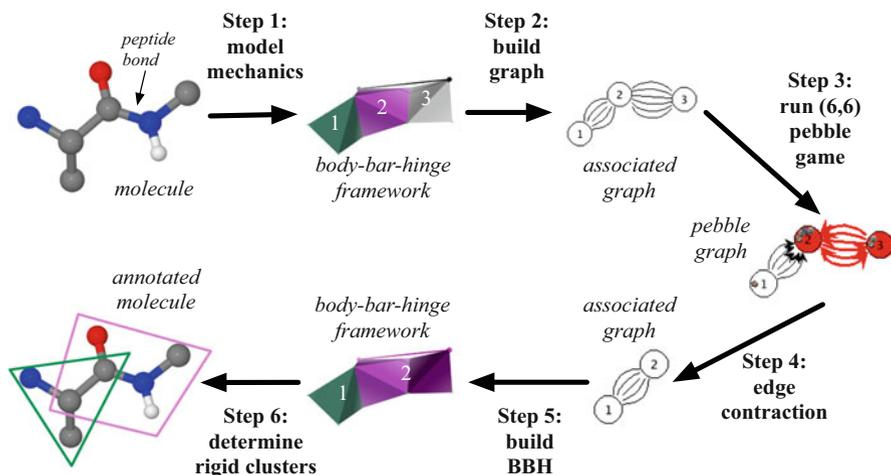 peptide
bond
molecule
Step 1:
model
mechanics
1
2
3
body-bar-hinge
framework
Step 2:
build
graph
1
2
3
associated
graph
Step 3:
run (6,6)
pebble
game
pebble
graph
1
2
3
Step 4:
edge
contraction
associated
graph
1
2
Step 5:
build
BBH
body-bar-hinge
framework
1
2
Step 6:
determine
rigid clusters
annotated
molecule